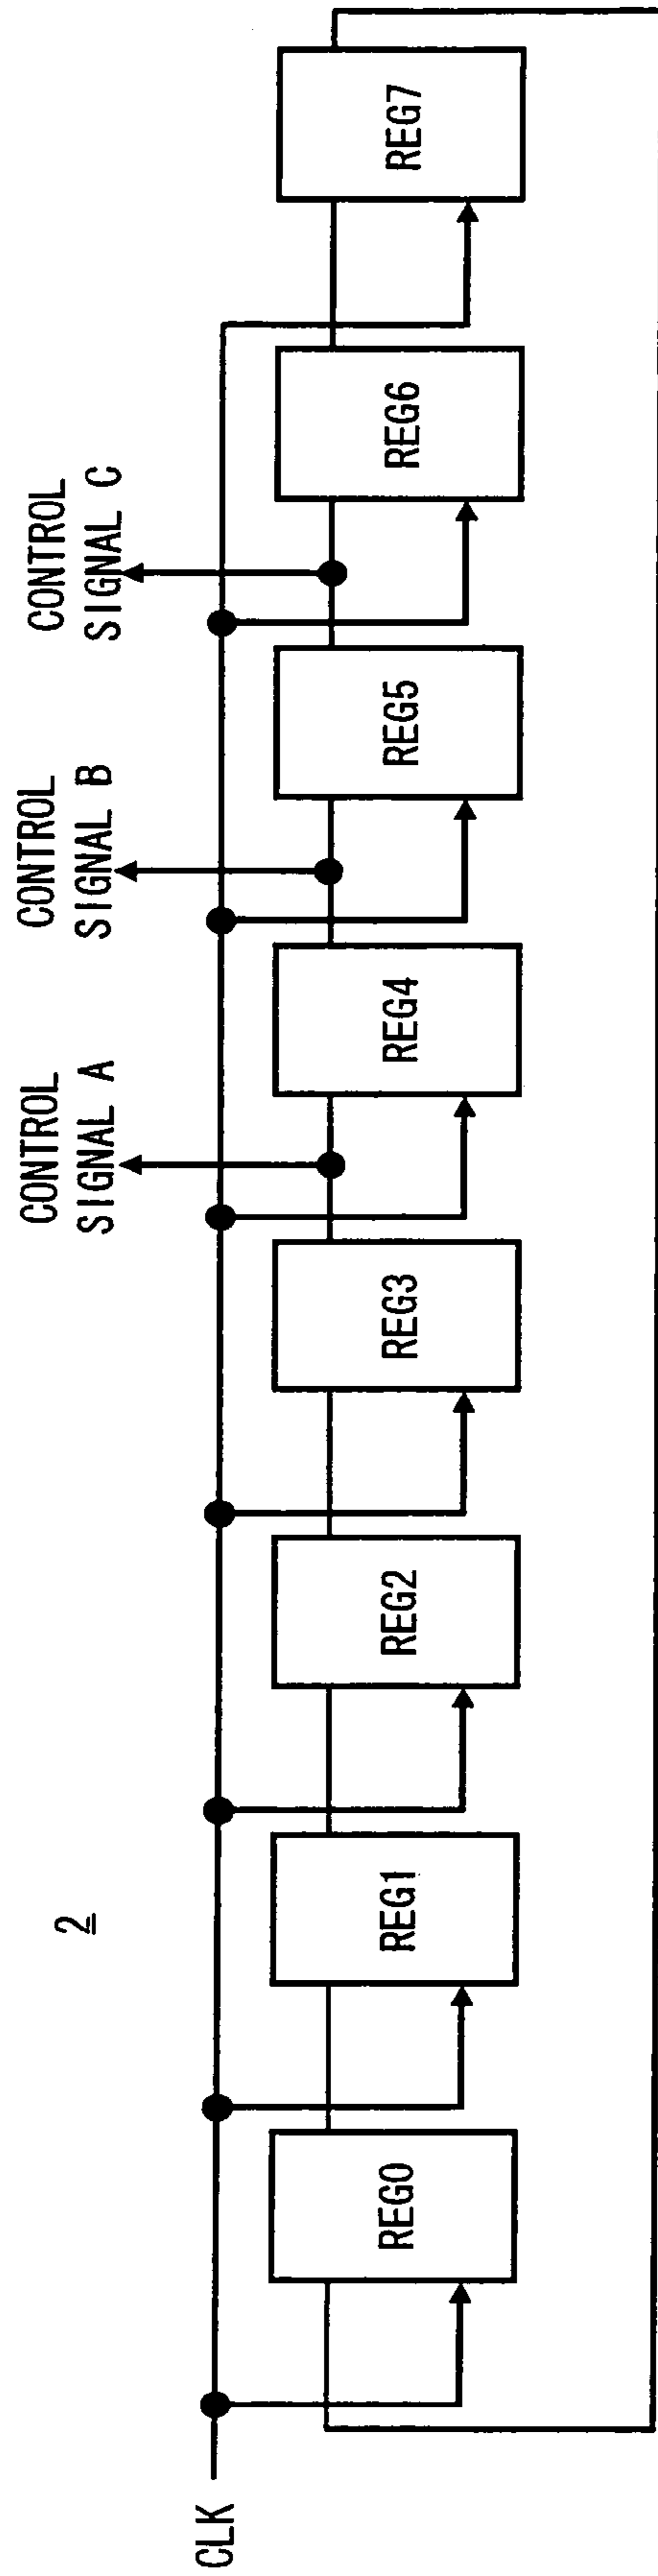 2
CONTROL
SIGNAL A
CONTROL
SIGNAL B
CONTROL
SIGNAL C
CLK
REG0
REG1
REG2
REG3
REG4
REG5
REG6
REG7